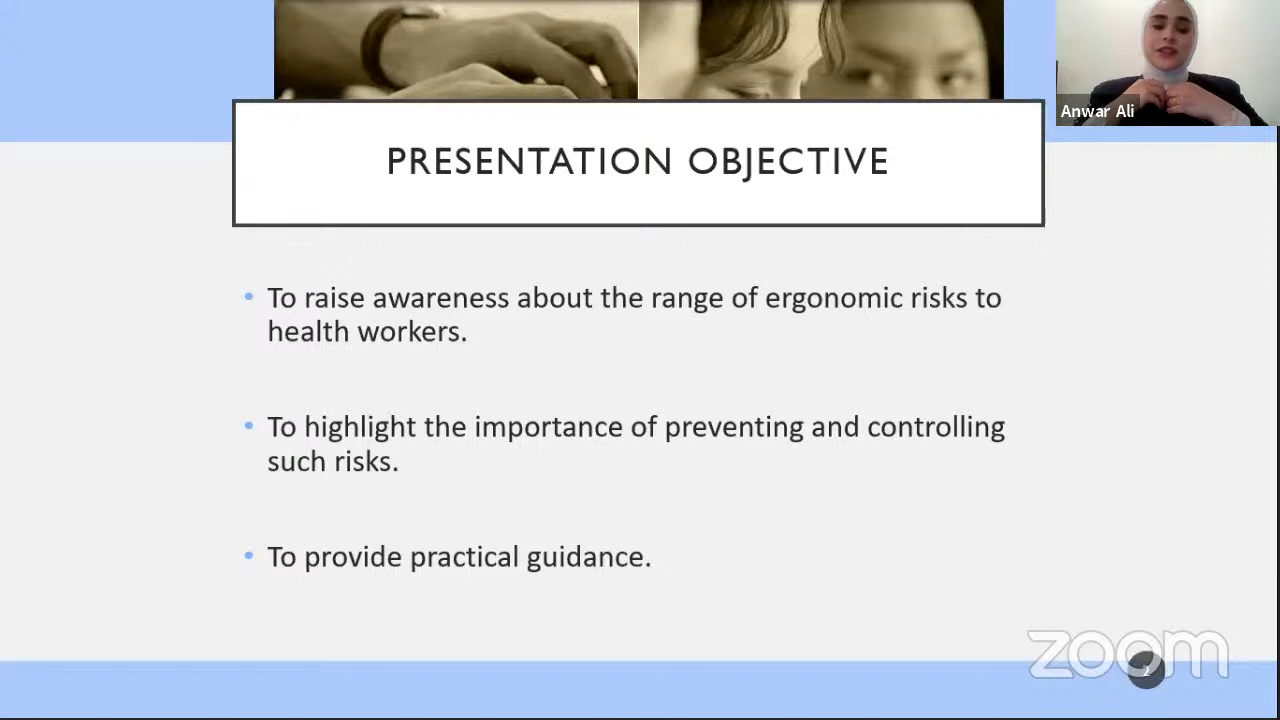 Anwar Ali
PRESENTATION OBJECTIVE
• To raise awareness about the range of ergonomic risks to
health workers.
• To highlight the importance of preventing and controlling
such risks.
• To provide practical guidance.
zoom
2